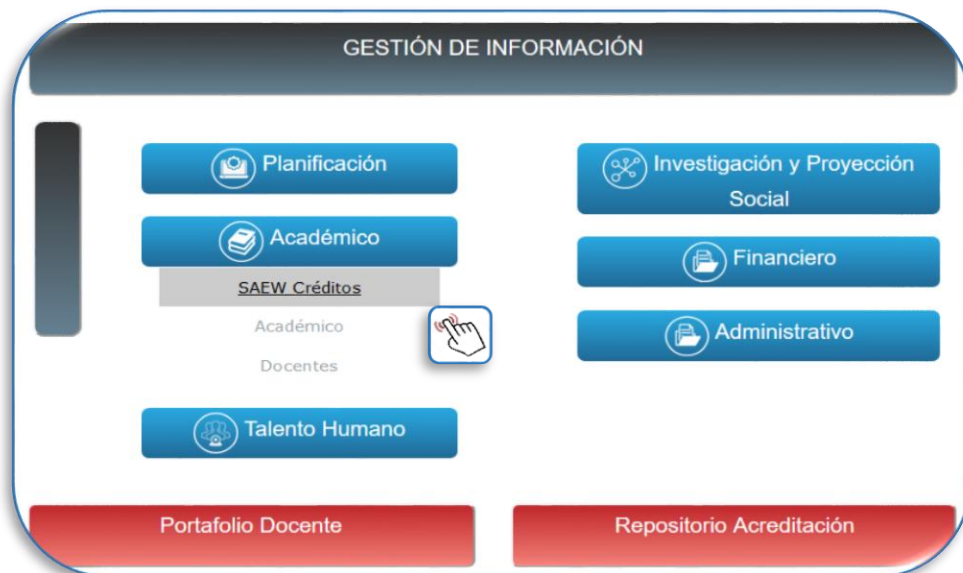 GESTIÓN DE INFORMACIÓN
Planificación
Académico
SAEW Créditos
Académico
Docentes
Talento Humano
Investigación y Proyección
Social
Financiero
Administrativo
Portafolio Docente
Repositorio Acreditación